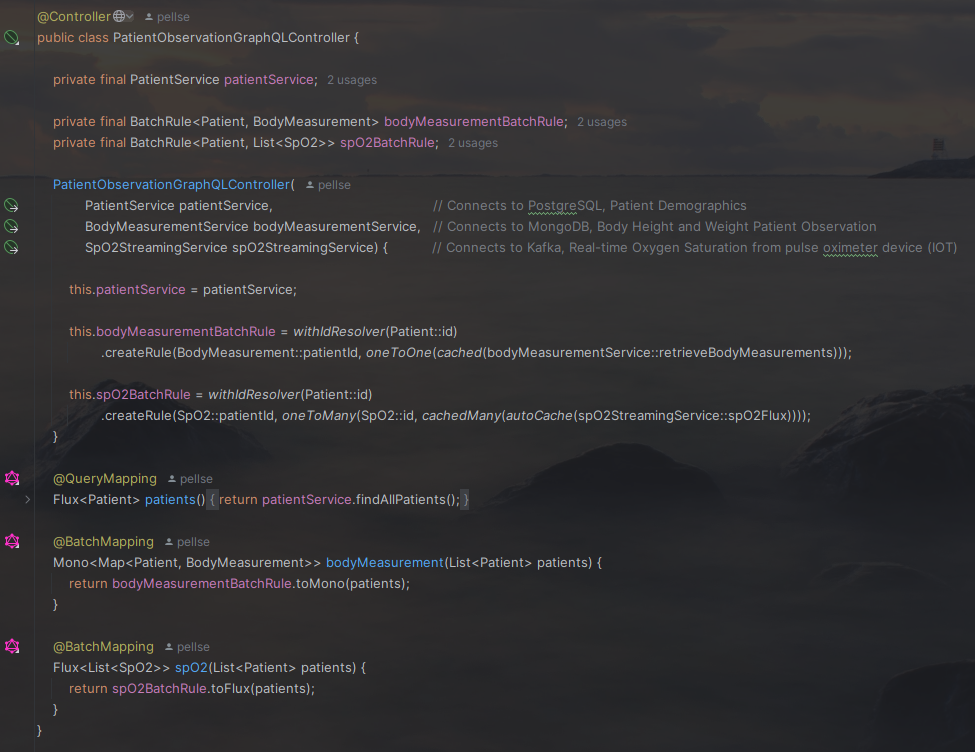 @Controller pellse
public class PatientObservationGraphQLController {
private final PatientService patientService; 2 usages
private final BatchRule<Patient, BodyMeasurement> bodyMeasurementBatchRule; 2 usages
private final BatchRule<Patient, List<SpO2>> spO2BatchRule; 2 usages
PatientObservationGraphQLController( pellse
PatientService patientService, // Connects to PostgreSQL, Patient Demographics
BodyMeasurementService bodyMeasurementService, // Connects to MongoDB, Body Height and Weight Patient Observation
SpO2StreamingService spO2StreamingService) { // Connects to Kafka, Real-time Oxygen Saturation from pulse oximeter device (IOT)
this.patientService = patientService;
this.bodyMeasurementBatchRule = withIdResolver(Patient::id)
.createRule(BodyMeasurement::patientId, oneToOne(cached(bodyMeasurementService::retrieveBodyMeasurements)));
this.spO2BatchRule = withIdResolver(Patient::id)
.createRule(SpO2::patientId, oneToMany(SpO2::id, cachedMany(autoCache(spO2StreamingService::spO2Flux))));
}
@QueryMapping pellse
Flux<Patient> patients() { return patientService.findAllPatients(); }
@BatchMapping pellse
Mono<Map<Patient, BodyMeasurement>> bodyMeasurement(List<Patient> patients) {
return bodyMeasurementBatchRule.toMono(patients);
}
@BatchMapping pellse
Flux<List<SpO2>> spO2(List<Patient> patients) {
return spO2BatchRule.toFlux(patients);
}
}